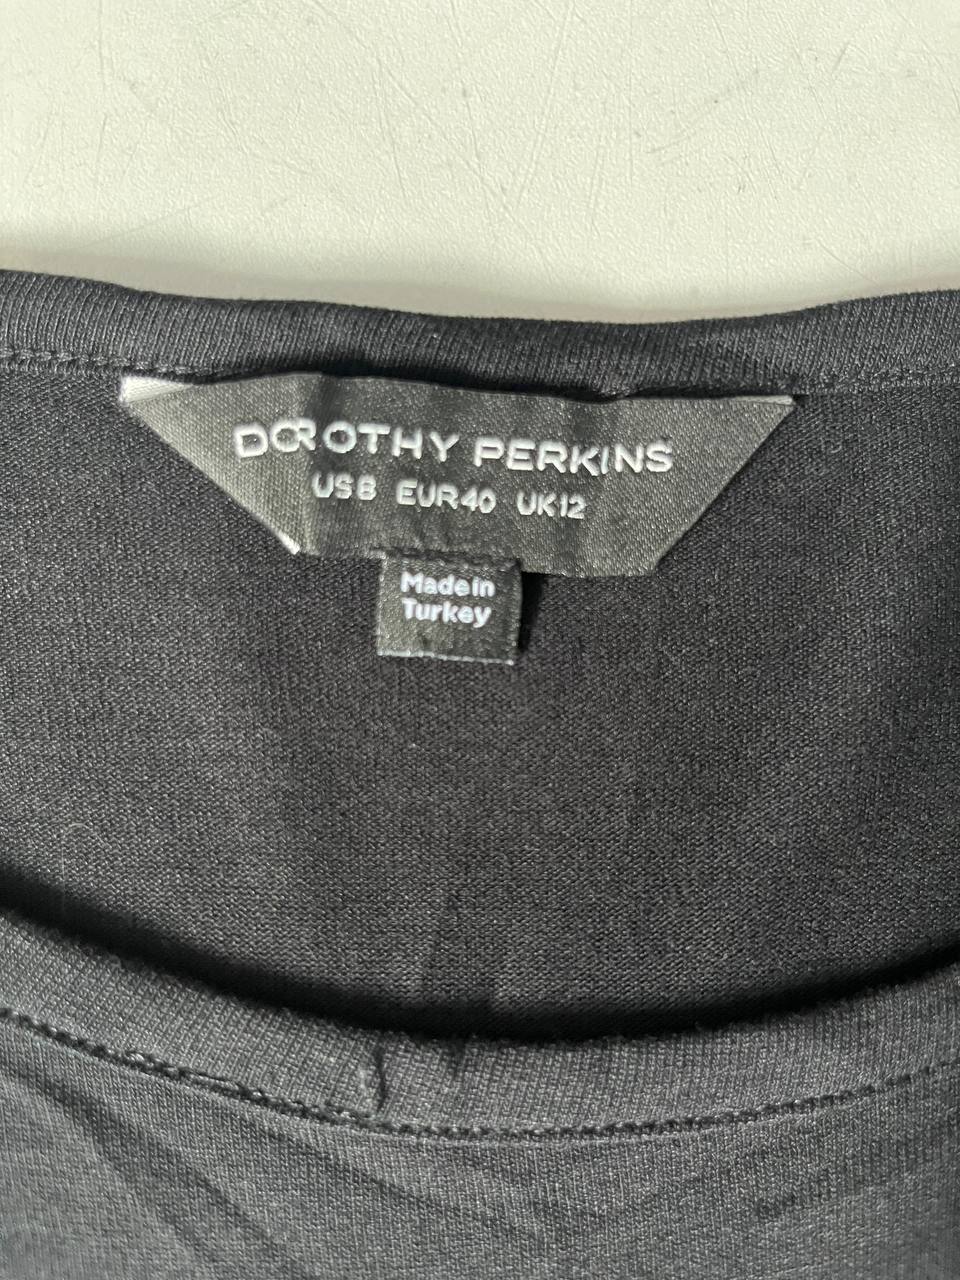 DOROTHY PERKINS
US8 EUR40 UK12
Made in
Turkey